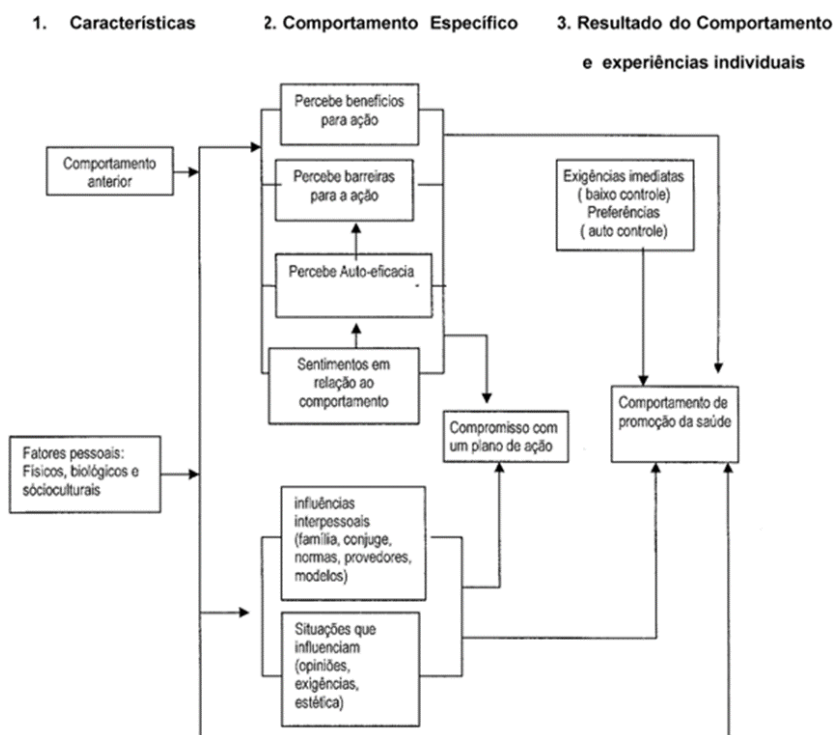 1. Características
2. Comportamento Específico
3. Resultado do Comportamento
e experiências individuais
Comportamento
anterior
Fatores pessoais:
Físicos, biológicos e
sócioculturais
Percebe benefícios
para ação
Percebe barreiras
para a ação
Percebe Auto-eficacia
Sentimentos em
relação ao
comportamento
influências
interpessoais
(família, conjuge,
normas, provedores,
modelos)
Situações que
influenciam
(opiniões,
exigências,
estética)
Compromisso com
um plano de ação
Exigências imediatas
( baixo controle)
Preferências
( auto controle)
Comportamento de
promoção da saúde